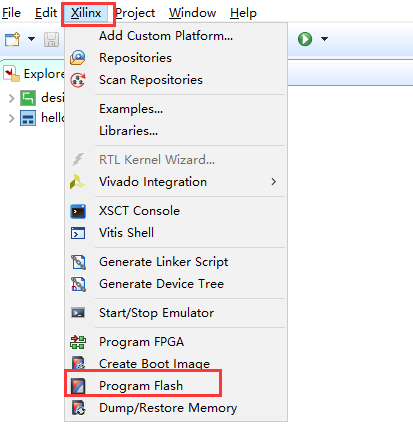 File Edit Xilinx Project Window Help
Add Custom Platform...
Explore
Repositories
desi
Scan Repositories
hello
Examples...
Libraries...
RTL Kernel Wizard...
Vivado Integration
XSCT Console
Vitis Shell
Generate Linker Script
Generate Device Tree
Start/Stop Emulator
Program FPGA
Create Boot Image
Program Flash
Dump/Restore Memory